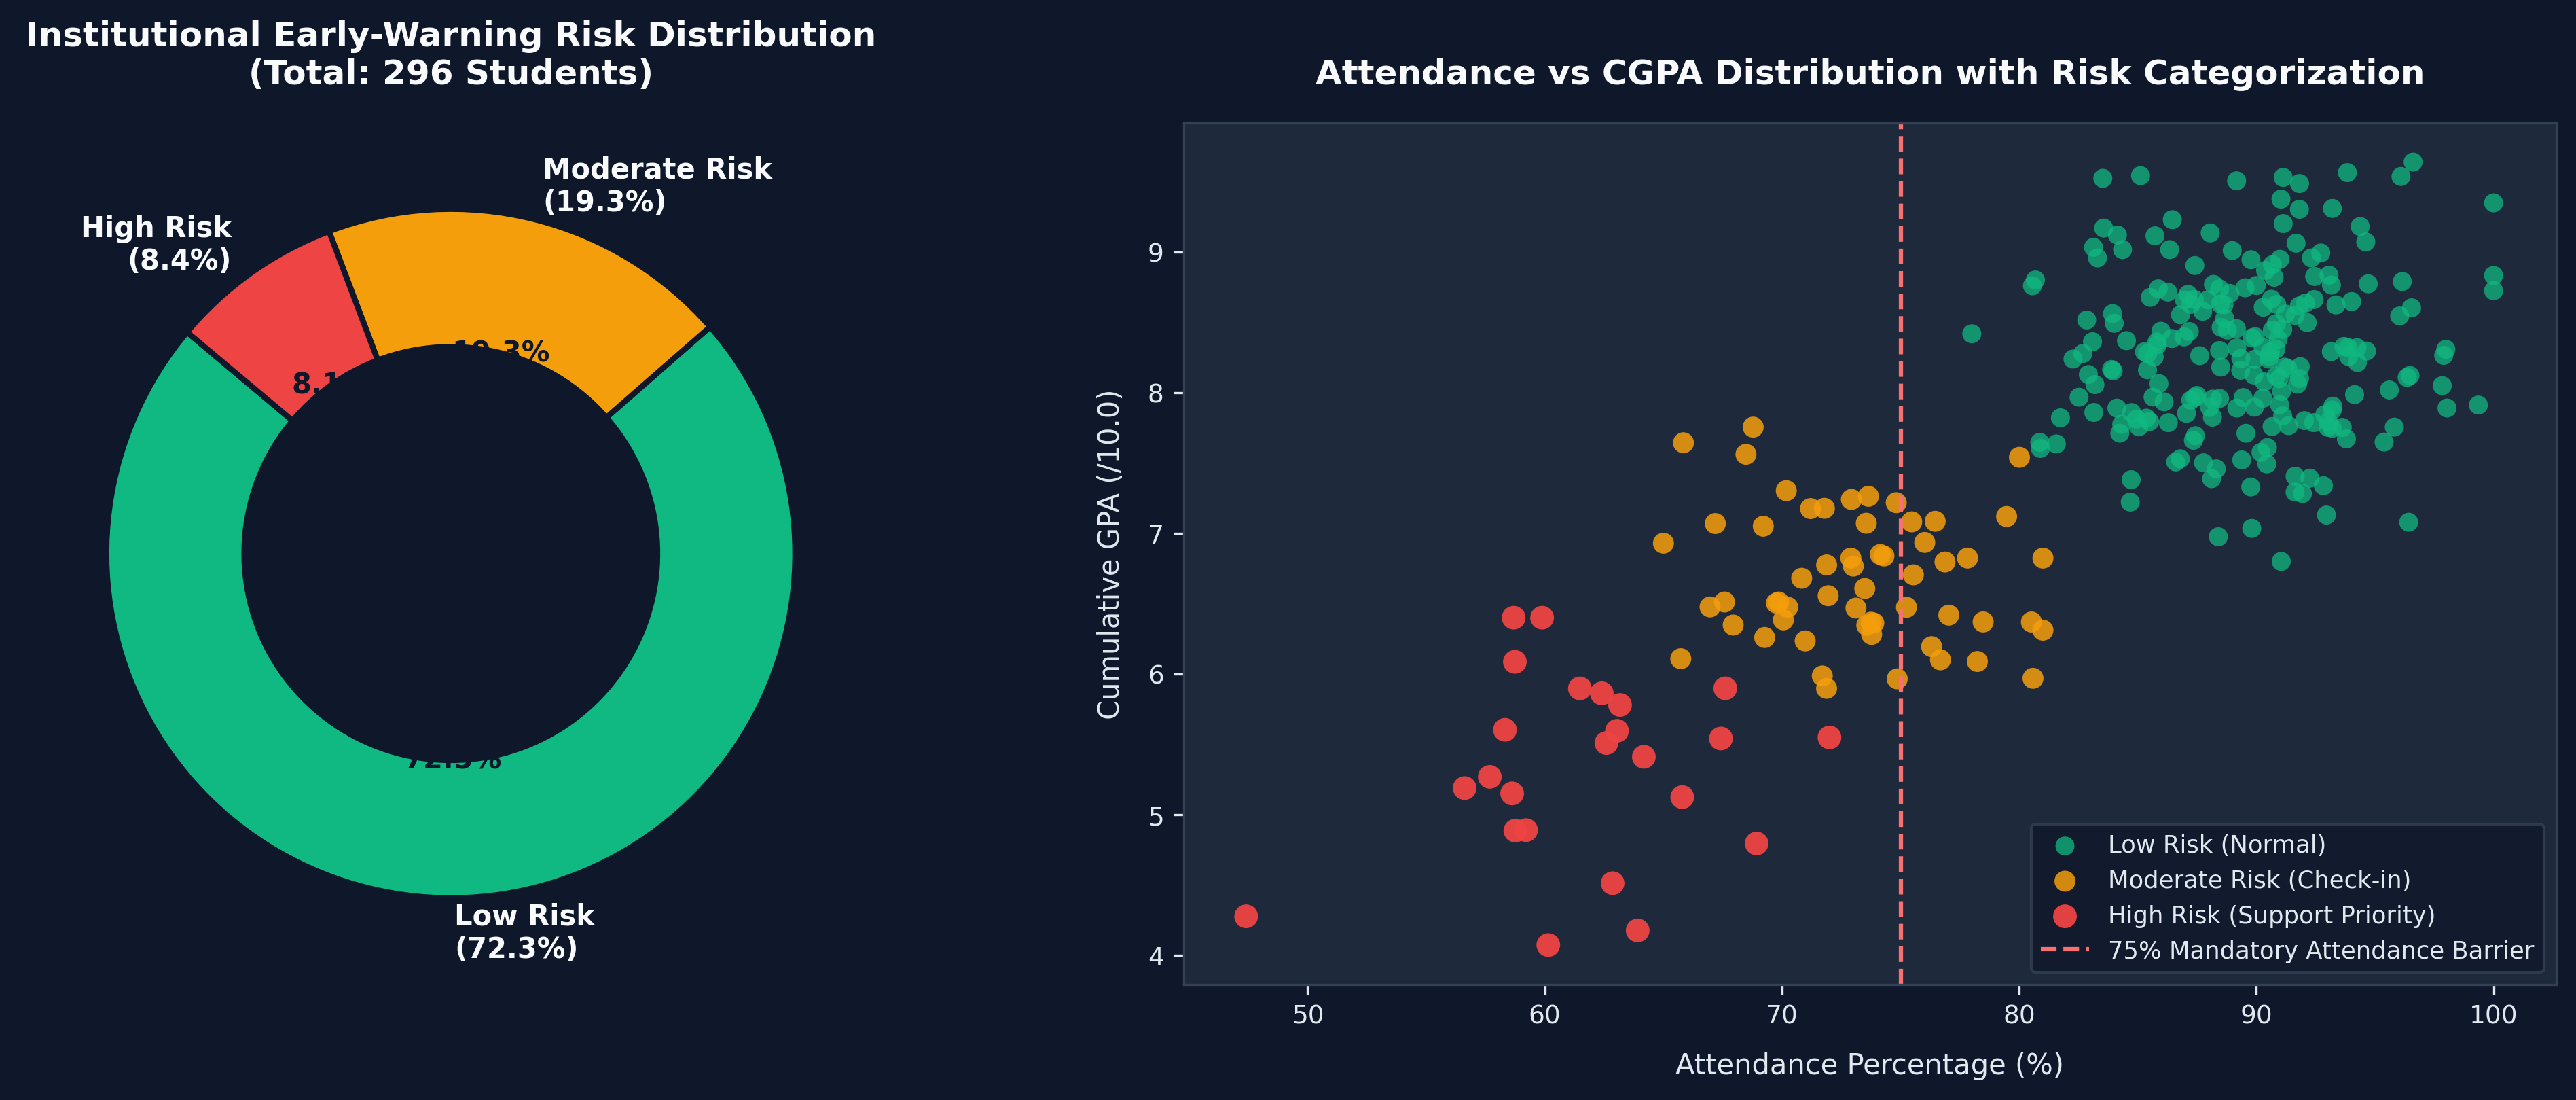 Institutional Early-Warning Risk Distribution
(Total: 296 Students)
High Risk
(8.4%)
Moderate Risk
(19.3%)
Low Risk
(72.3%)
Attendance vs CGPA Distribution with Risk Categorization
Cumulative GPA (/10.0)
9
8
7
6
5
4
50
60
70
80
90
100
Attendance Percentage (%)
Low Risk (Normal)
Moderate Risk (Check-in)
High Risk (Support Priority)
75% Mandatory Attendance Barrier